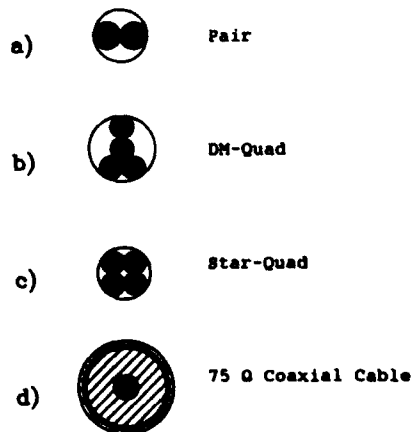 a) Pair
b) DM-Quad
c) Star-Quad
d) 75 Ω Coaxial Cable